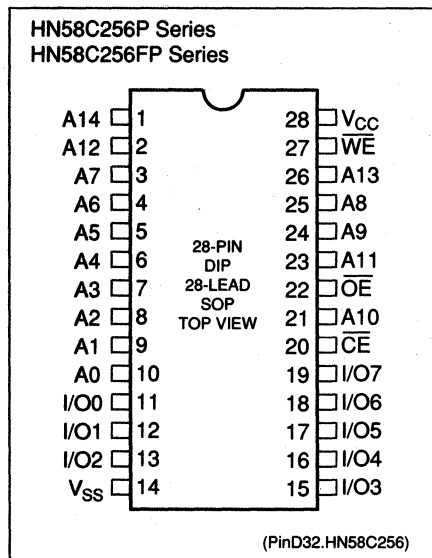 HN58C256P Series
HN58C256FP Series
A14 1 28 VCC
A12 2 27 W̅E̅
A7 3 26 A13
A6 4 25 A8
A5 5 24 A9
A4 6 23 A11
A3 7 22 O̅E̅
A2 8 21 A10
A1 9 20 C̅E̅
A0 10 19 I/O7
I/O0 11 18 I/O6
I/O1 12 17 I/O5
I/O2 13 16 I/O4
VSS 14 15 I/O3
28-PIN
DIP
28-LEAD
SOP
TOP VIEW
(PinD32.HN58C256)